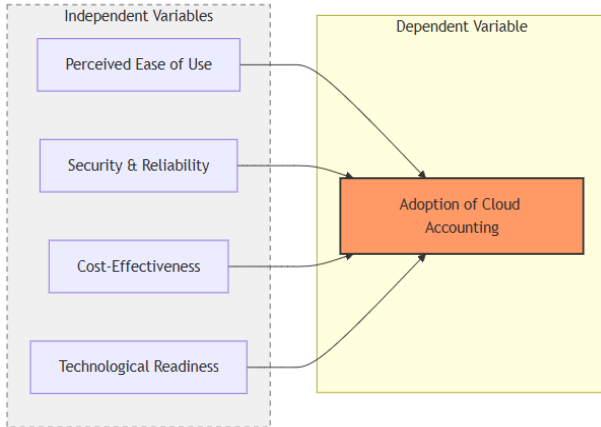 Independent Variables
Perceived Ease of Use
Security & Reliability
Cost-Effectiveness
Technological Readiness
Dependent Variable
Adoption of Cloud
Accounting